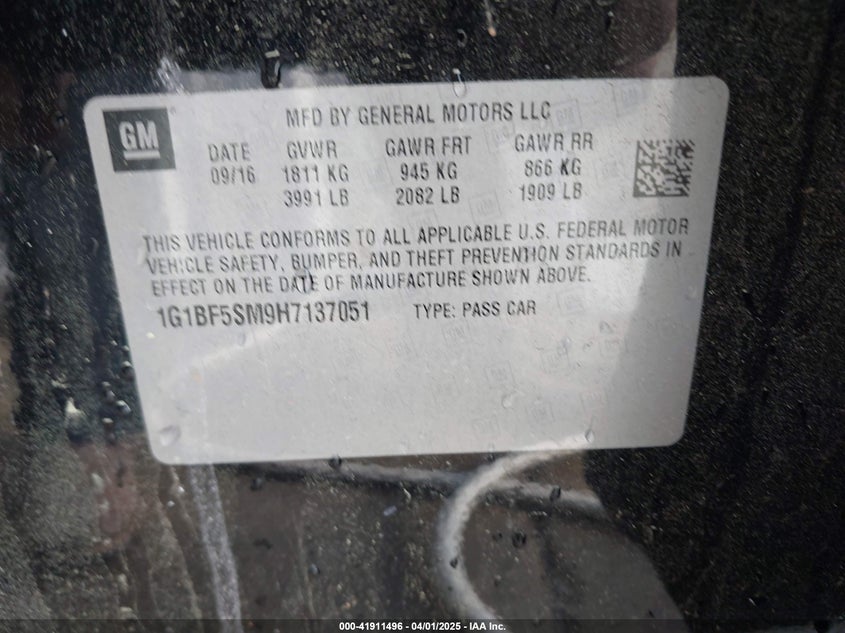 GM
MFD BY GENERAL MOTORS LLC
DATE GVWR GAWR FRT GAWR RR
09/16 1811 KG 945 KG 866 KG
3991 LB 2082 LB 1909 LB
THIS VEHICLE CONFORMS TO ALL APPLICABLE U.S. FEDERAL MOTOR
VEHICLE SAFETY, BUMPER, AND THEFT PREVENTION STANDARDS IN
EFFECT ON THE DATE OF MANUFACTURE SHOWN ABOVE.
1G1BF5SM9H7137051 TYPE: PASS CAR
000-41911496 - 04/01/2025 - IAA Inc.